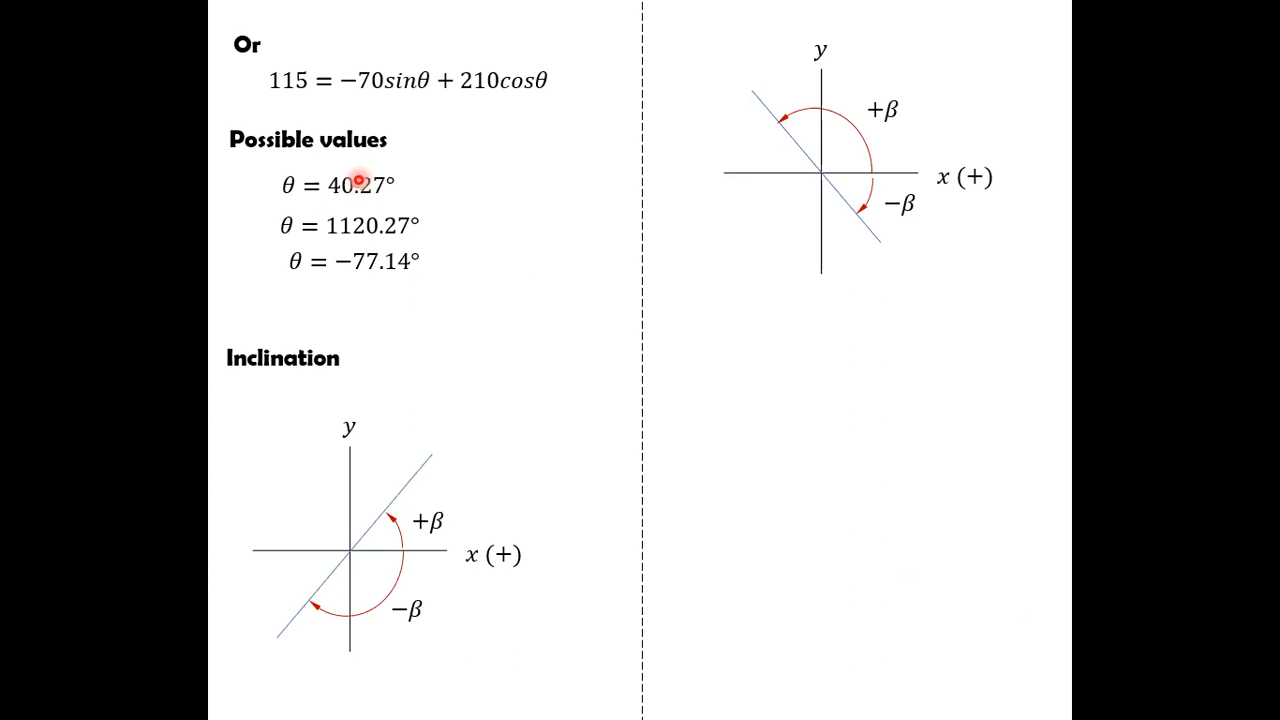 Or
115 = −70sinθ + 210cosθ
Possible values
θ = 40.27°
θ = 1120.27°
θ = −77.14°
Inclination
y
+β
x (+)
−β
y
+β
x (+)
−β